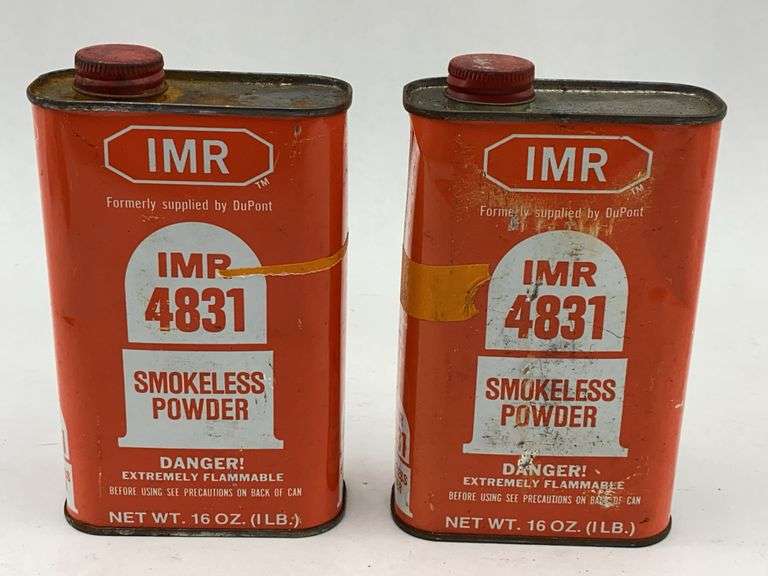 IMR
TM
Formerly supplied by DuPont
IMR
4831
SMOKELESS
POWDER
DANGER!
EXTREMELY FLAMMABLE
BEFORE USING SEE PRECAUTIONS ON BACK OF CAN
NET WT. 16 OZ. (1 LB.)
IMR
TM
Formerly supplied by DuPont
IMR
4831
SMOKELESS
POWDER
DANGER!
EXTREMELY FLAMMABLE
BEFORE USING SEE PRECAUTIONS ON BACK OF CAN
NET WT. 16 OZ. (1 LB.)